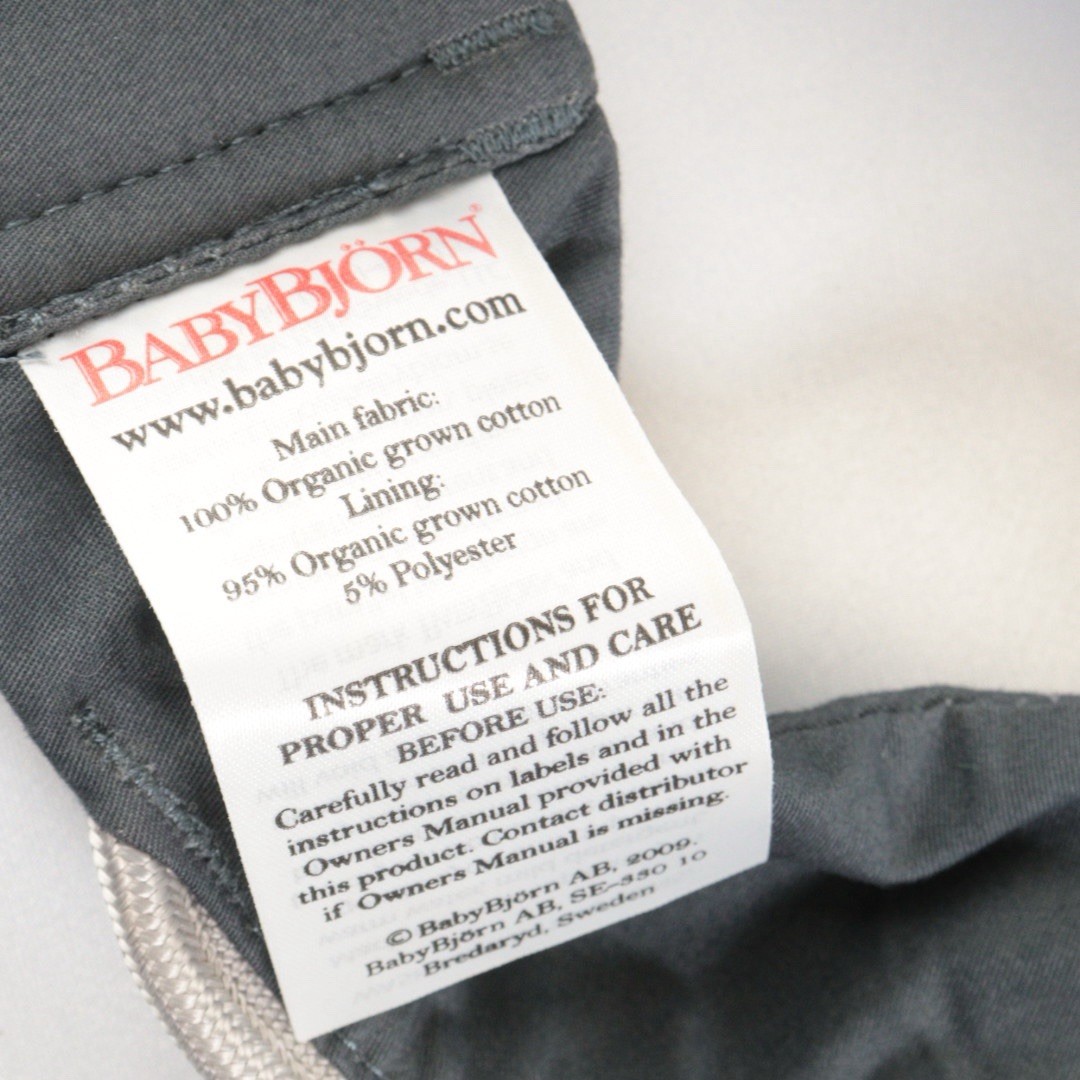 BABYBJÖRN®
www.babybjorn.com
Main fabric:
100% Organic grown cotton
Lining:
95% Organic grown cotton
5% Polyester
INSTRUCTIONS FOR
PROPER USE AND CARE
BEFORE USE:
Carefully read and follow all the
instructions on labels and in the
Owners Manual provided with
this product. Contact distributor
if Owners Manual is missing.
© BabyBjörn AB, 2009.
BabyBjörn AB, SE-330 10
Bredaryd, Sweden